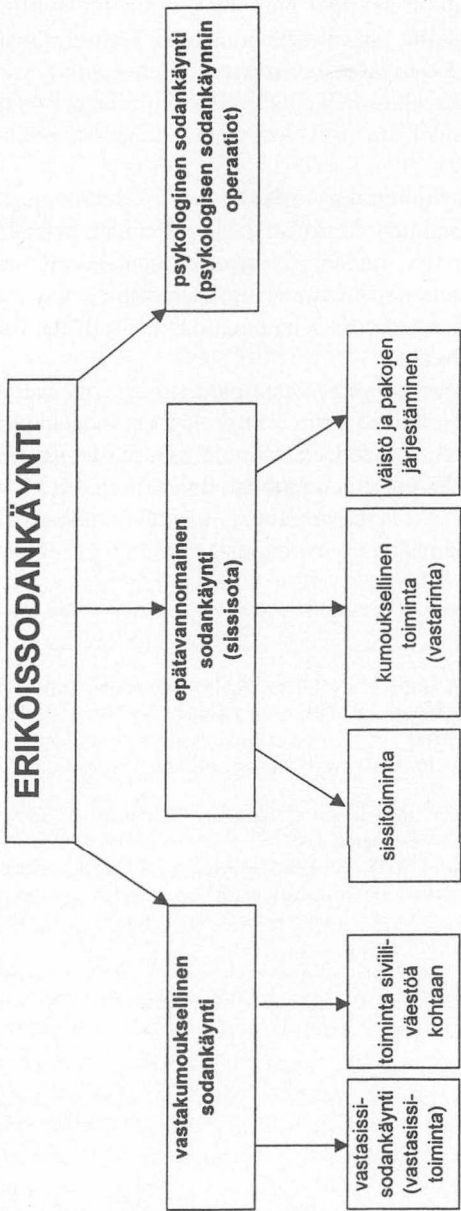 ERIKOISSODANKÄYNTI
vastakumouksellinen
sodankäynti
epätavannomainen
sodankäynti
(sissisota)
psykologinen sodankäynti
(psykologisen sodankäynnin
operaatiot)
vastasissi-
sodankäynti
(vastasissi-
toiminta)
toiminta siviili-
väestöä
kohtaan
sissitoiminta
kumouksellinen
toiminta
(vastarinta)
väistö ja pakojen
järjestäminen